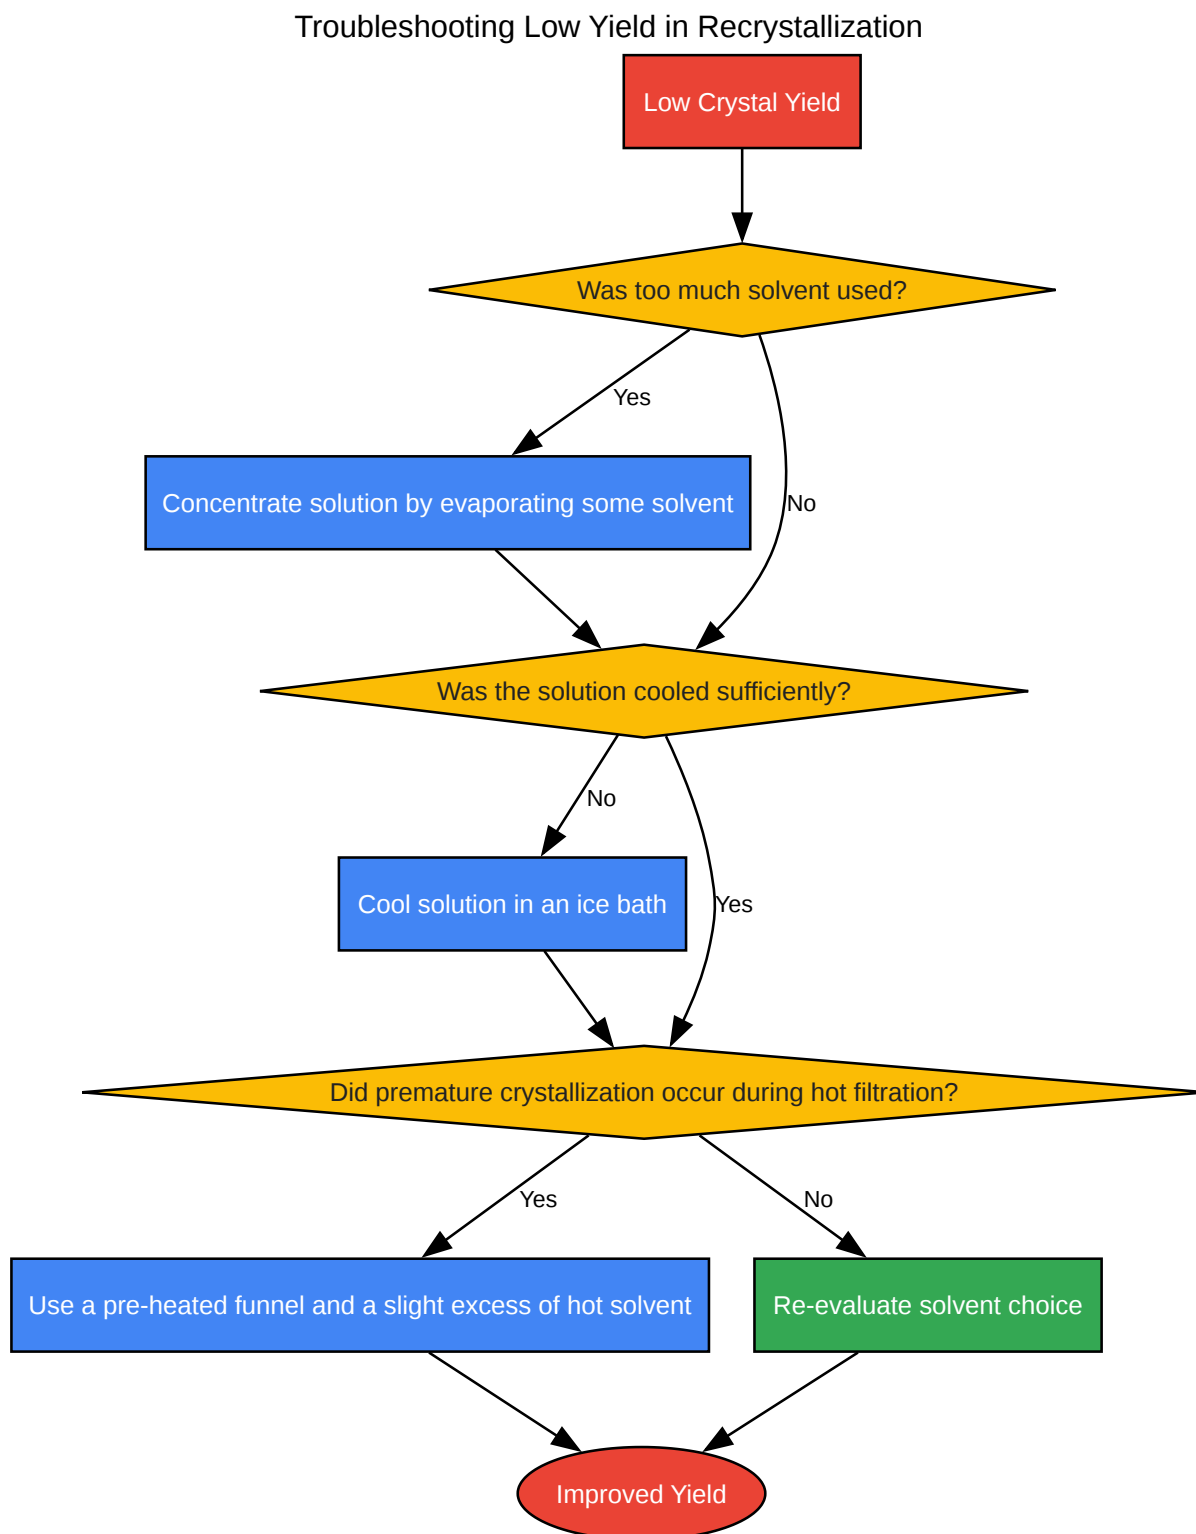 Troubleshooting Low Yield in Recrystallization
Low Crystal Yield
Was too much solvent used?
Yes
Concentrate solution by evaporating some solvent
No
Was the solution cooled sufficiently?
No
Cool solution in an ice bath
Yes
Did premature crystallization occur during hot filtration?
Yes
No
Use a pre-heated funnel and a slight excess of hot solvent
Re-evaluate solvent choice
Improved Yield